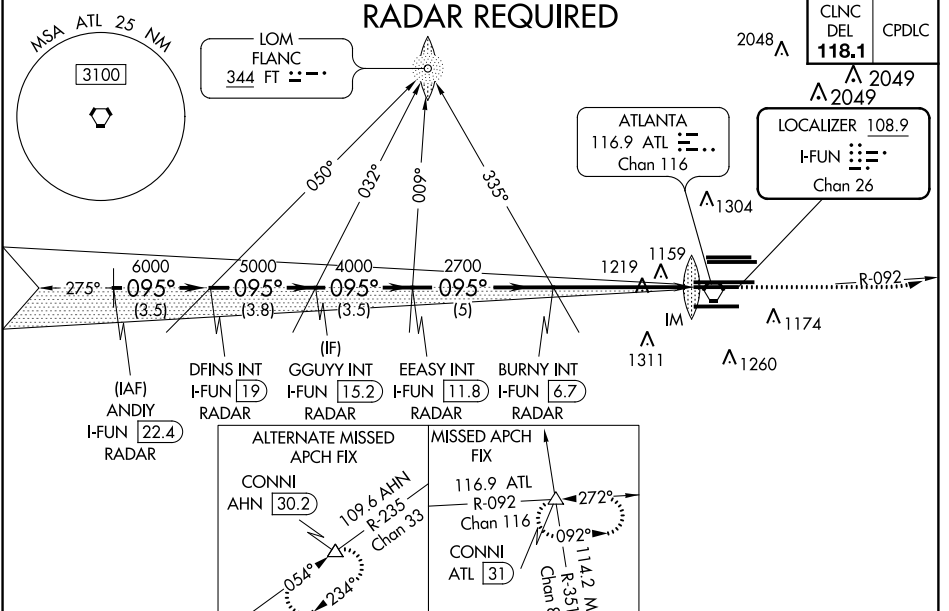 RADAR REQUIRED
MSA ATL 25 NM
3100
LOM
FLANC
344 FT
CLNC
DEL
118.1
CPDLC
2048
2049
2049
ATLANTA
116.9 ATL
Chan 116
LOCALIZER 108.9
I-FUN
Chan 26
050°
032°
009°
335°
1304
1159
1219
6000
5000
4000
2700
275°
095°
095°
095°
095°
R-092
(3.5)
(3.8)
(3.5)
(5)
IM
1174
1311
1260
(IAF)
ANDIY
I-FUN 22.4
RADAR
DFINS INT
I-FUN 19
RADAR
(IF)
GGUYY INT
I-FUN 15.2
RADAR
EEASY INT
I-FUN 11.8
RADAR
BURNY INT
I-FUN 6.7
RADAR
ALTERNATE MISSED
APCH FIX
CONNI
AHN 30.2
109.6 AHN
R-235
Chan 33
054°
234°
MISSED APCH
FIX
116.9 ATL
R-092
Chan 116
272°
092°
CONNI
ATL 31
114.2 M
R-351
Chan 8